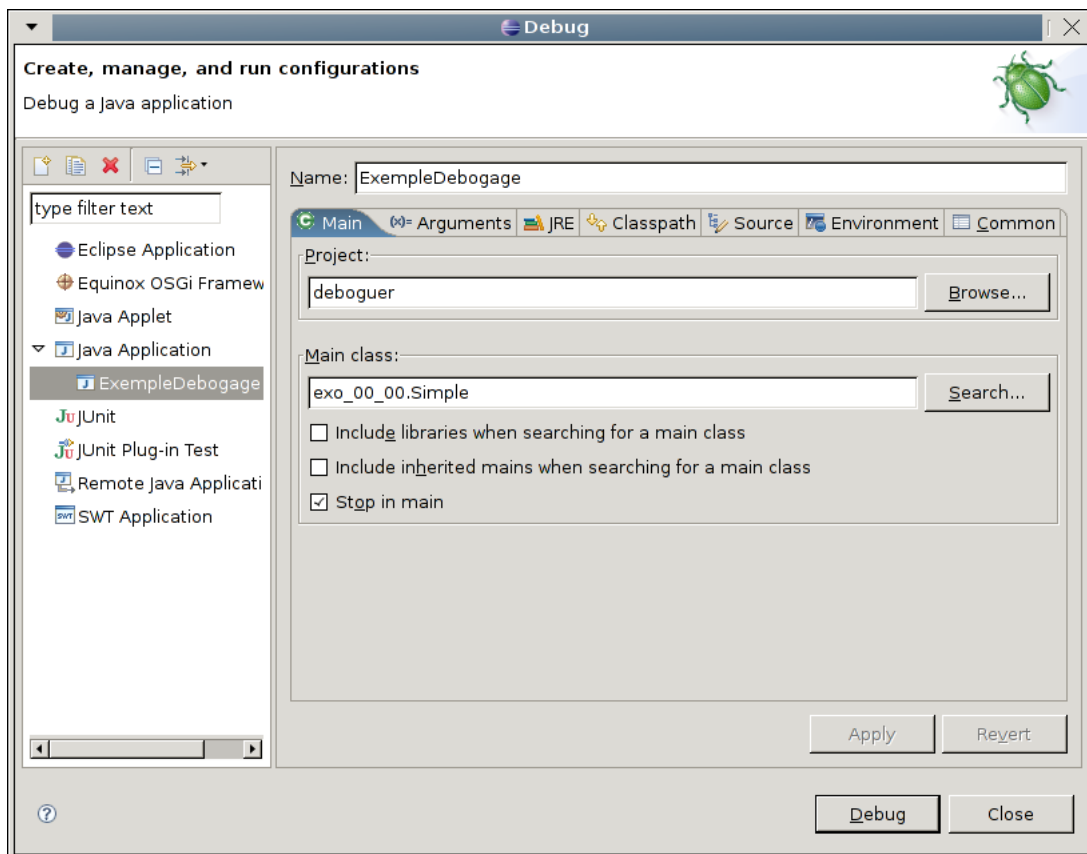 Debug
Create, manage, and run configurations
Debug a Java application
type filter text
Eclipse Application
Equinox OSGi Framew
Java Applet
Java Application
ExempleDebogage
JUnit
JUnit Plug-in Test
Remote Java Applicati
SWT Application
Name: ExempleDebogage
Main (x)= Arguments JRE Classpath Source Environment Common
Project:
deboguer Browse...
Main class:
exo_00_00.Simple Search...
Include libraries when searching for a main class
Include inherited mains when searching for a main class
Stop in main
Apply Revert
Debug Close